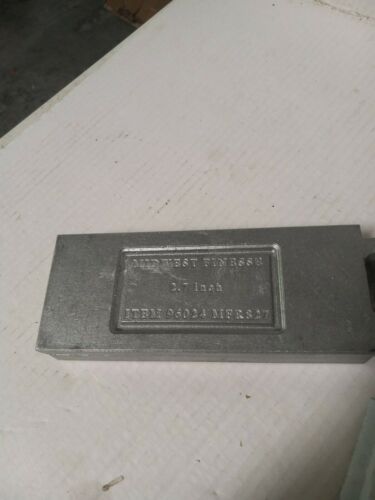 MIDWEST FINESSE
2.7 inch
ITEM 96024 MFRS27